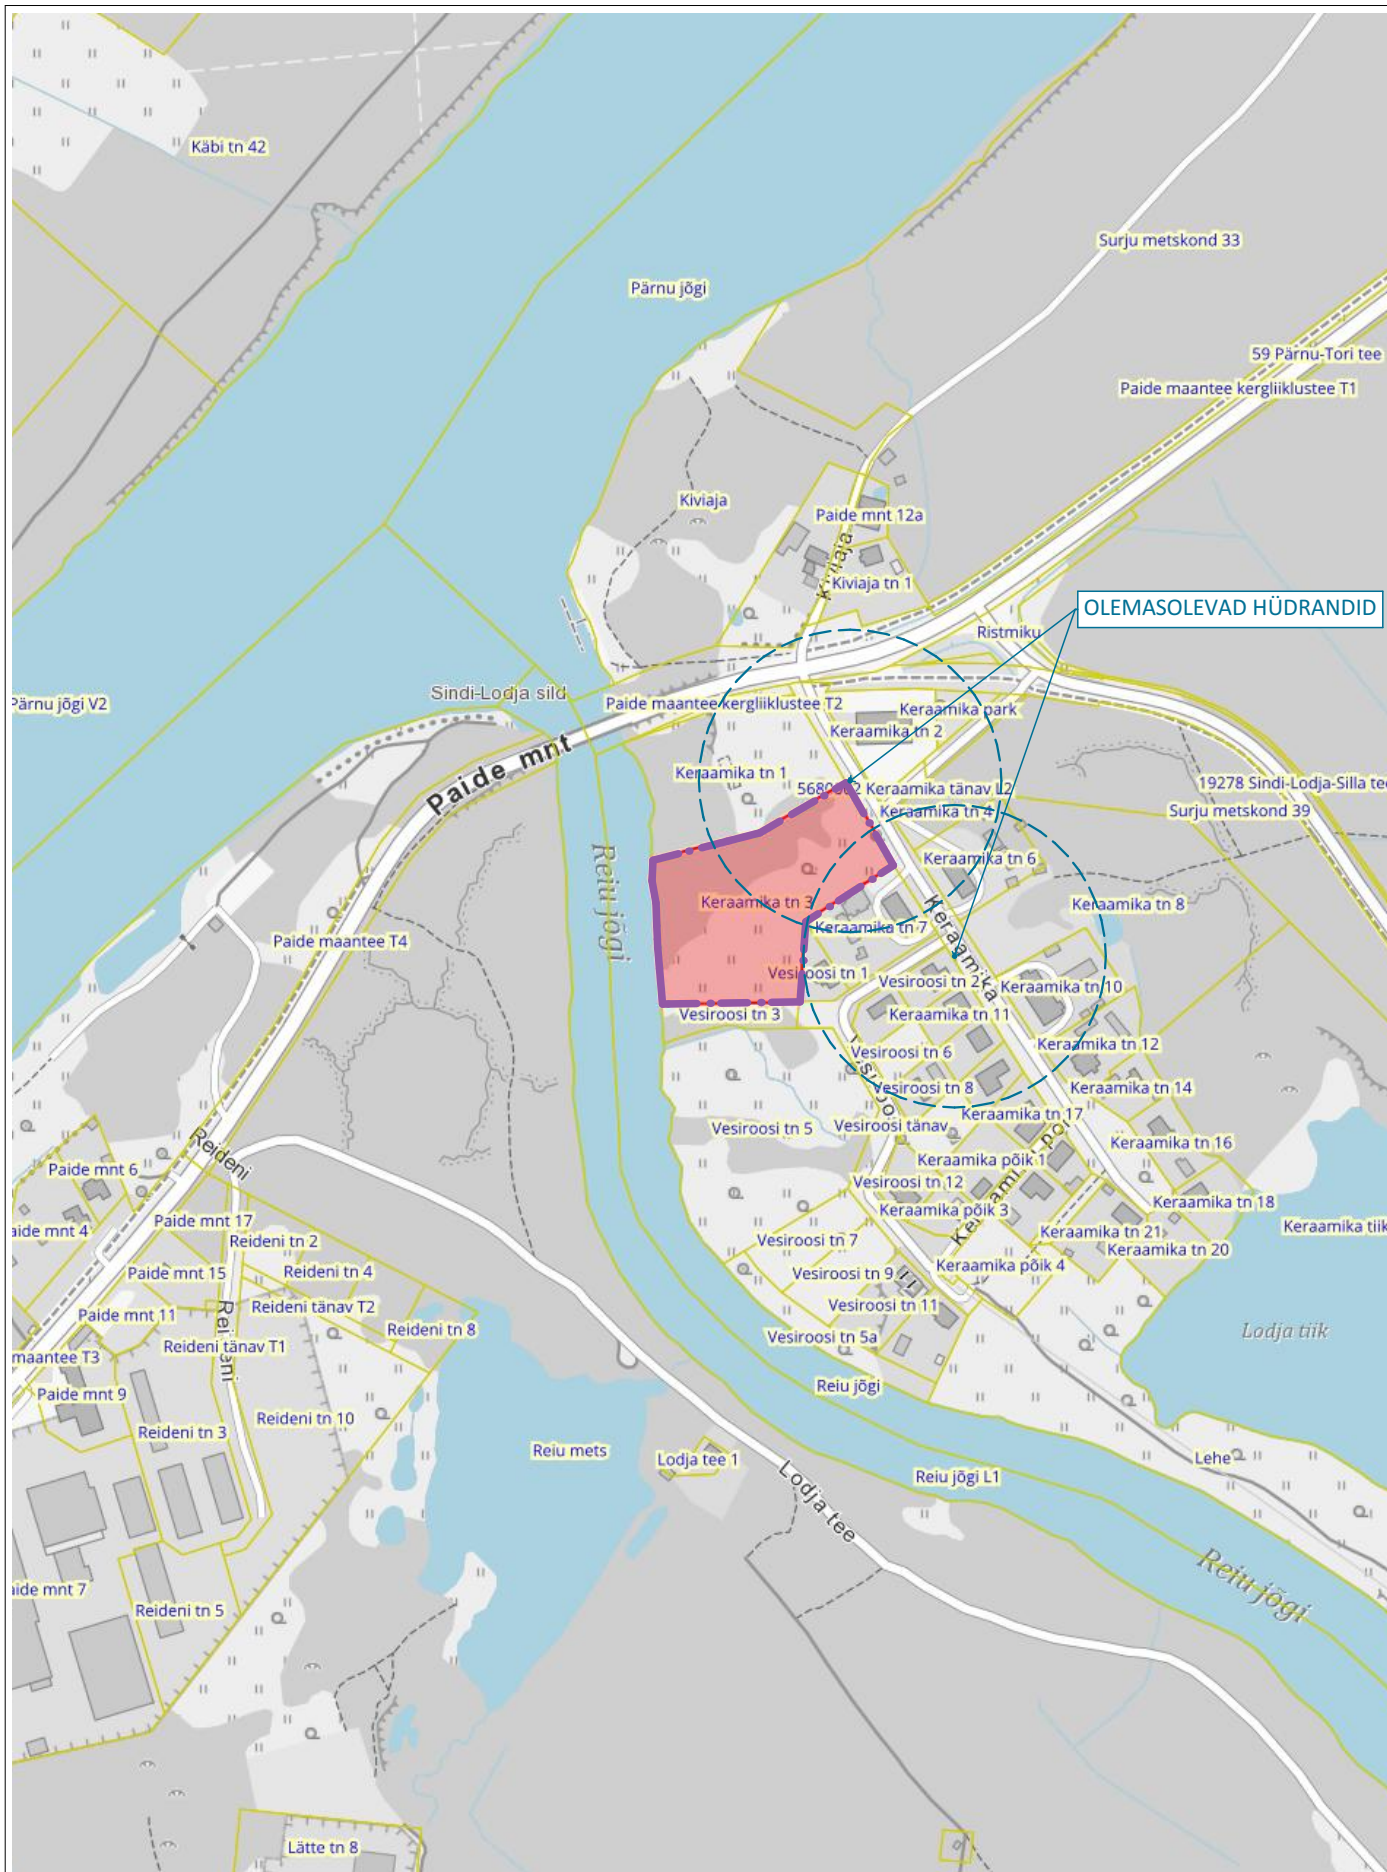 Käbi tn 42
Surju metskond 33
Pärnu jõgi
59 Pärnu-Tori tee
Paide maantee kergliiklustee T1
Kiviaja
Paide mnt 12a
Kiviaja
Kiviaja tn 1
OLEMASOLEVAD HÜDRANDID
Ristmiku
Sindi-Lodja sild
Pärnu jõgi V2
Paide maantee kergliiklustee T2
Keraamika park
Keraamika tn 2
Paide mnt
Keraamika tn 1
Keraamika tänav L2
19278 Sindi-Lodja-Silla tee
Keraamika tn 4
Surju metskond 39
Reiu jõgi
Keraamika tn 6
Keraamika tn 3
Keraamika tn 8
Keraamika tn 7
Keraamika
Paide maantee T4
Vesiroosi tn 1
Vesiroosi tn 2
Keraamika tn 10
Vesiroosi tn 3
Keraamika tn 11
Keraamika tn 12
Vesiroosi tn 6
Vesiroosi tn 8
Keraamika tn 14
Keraamika tn 17
Vesiroosi tn 5
Vesiroosi tänav
Keraamika tn 16
Reideni
Paide mnt 6
Keraamika põik 1
Vesiroosi tn 12
Keraamika tn 18
Keraamika põik 3
Paide mnt 17
aide mnt 4
Reideni tn 2
Keraamika tn 21
Keraamika tiik
Vesiroosi tn 7
Keraamika tn 20
Keraamika põik 4
Paide mnt 15
Reideni tn 4
Vesiroosi tn 9
11
Reideni tänav T2
Vesiroosi tn 11
Paide mnt 11
Reideni tn 8
Lodja tiik
Vesiroosi tn 5a
Reideni tänav T1
maantee T3
Reiu jõgi
Paide mnt 9
Reideni tn 10
Reideni tn 3
Reiu mets
Lodja tee 1
Lehe
Reiu jõgi L1
Lodja tee
Reiu jõgi
aide mnt 7
Reideni tn 5
Lätte tn 8